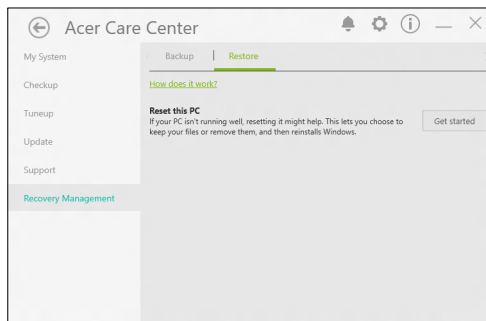 Acer Care Center
My System
Checkup
Tuneup
Update
Support
Recovery Management
Backup
Restore
How does it work?
Reset this PC
If your PC isn't running well, resetting it might help. This lets you choose to
keep your files or remove them, and then reinstalls Windows.
Get started